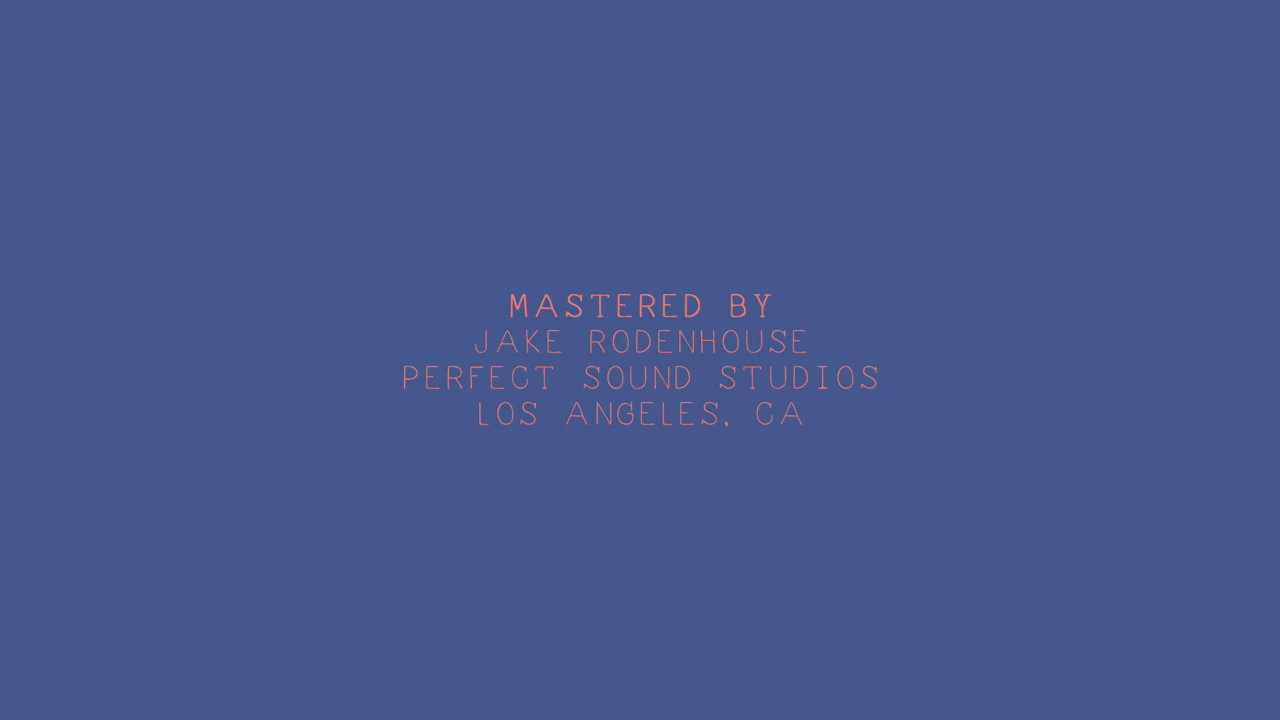 MASTERED BY
JAKE RODENHOUSE
PERFECT SOUND STUDIOS
LOS ANGELES, CA